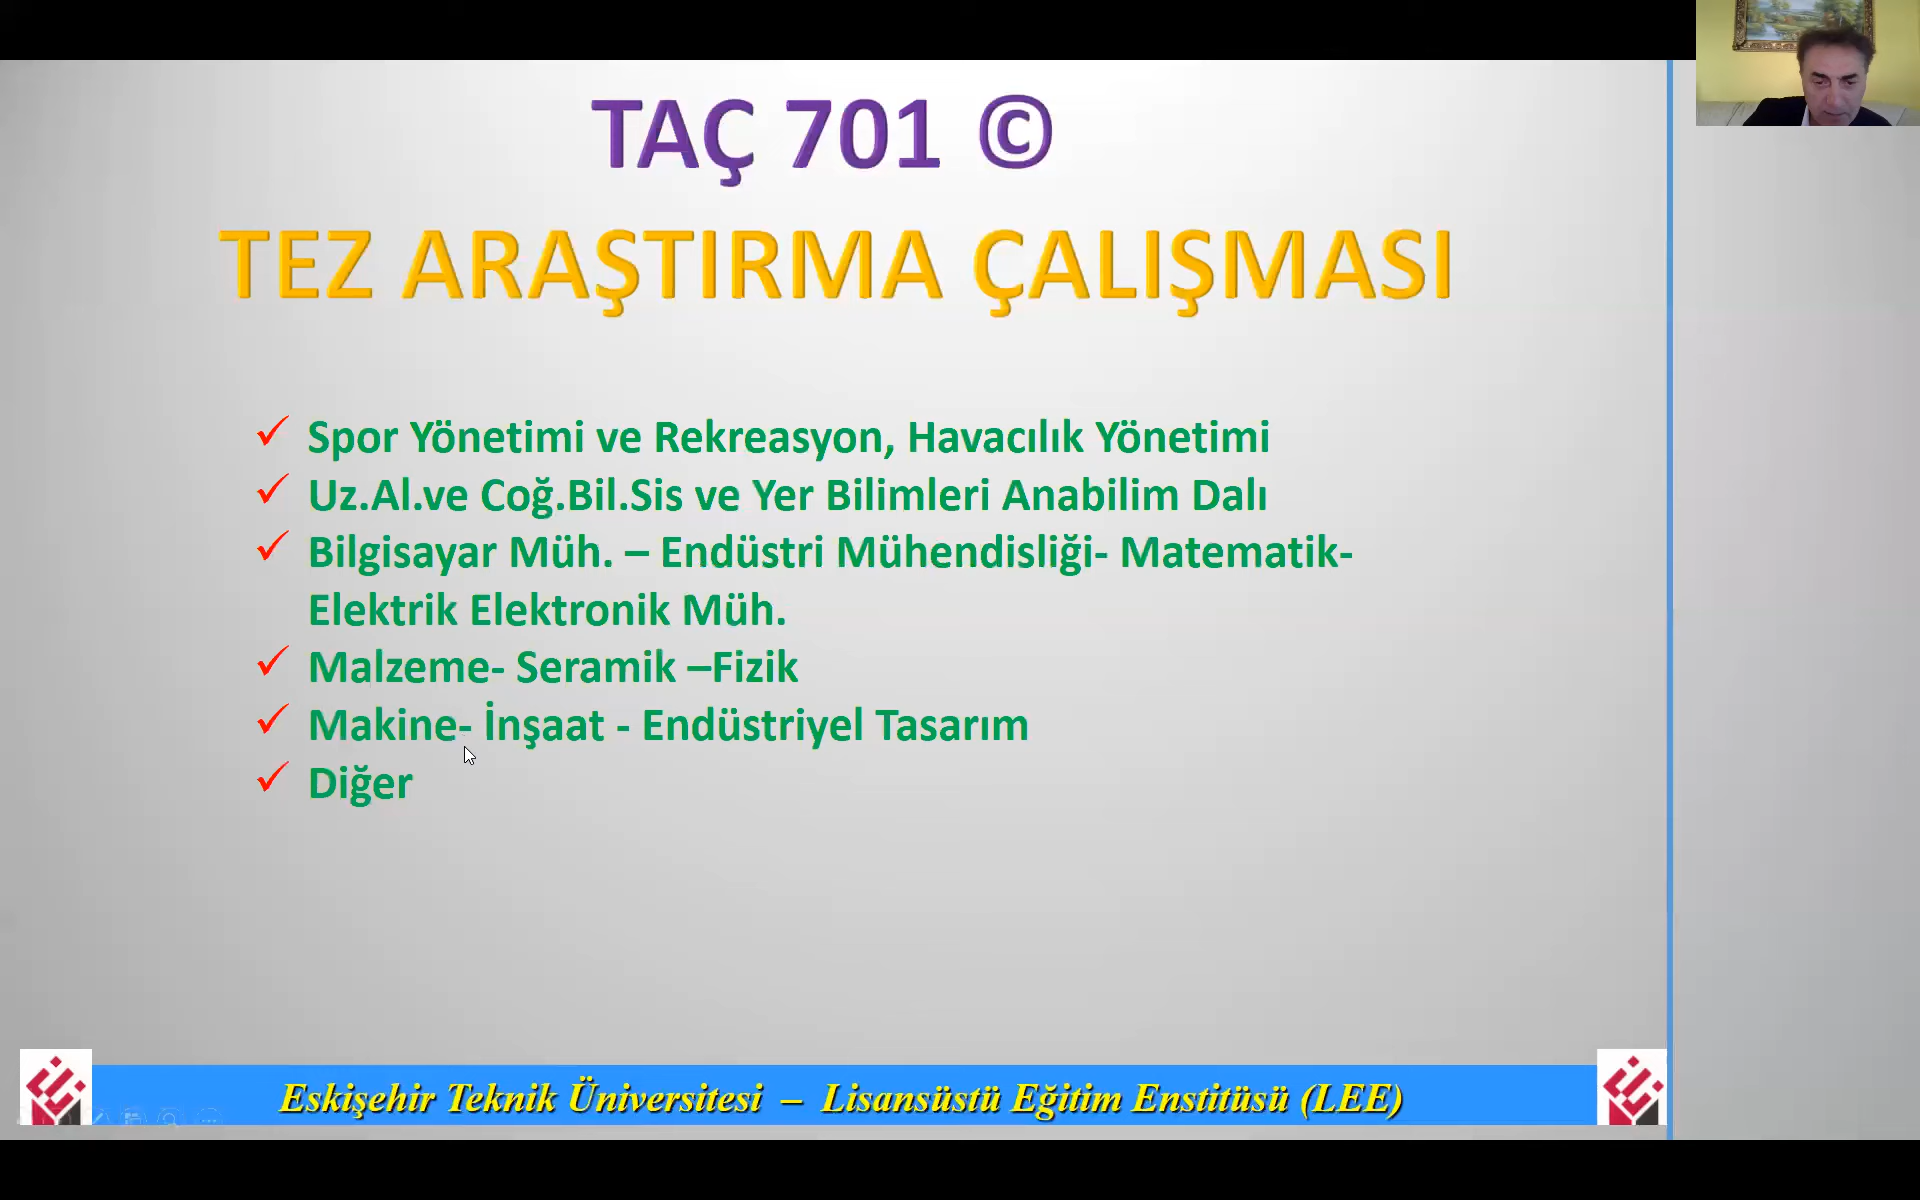 TAÇ 701 ©
TEZ ARAŞTIRMA ÇALIŞMASI
✓ Spor Yönetimi ve Rekreasyon, Havacılık Yönetimi
✓ Uz.Al.ve Coğ.Bil.Sis ve Yer Bilimleri Anabilim Dalı
✓ Bilgisayar Müh. – Endüstri Mühendisliği- Matematik-
Elektrik Elektronik Müh.
✓ Malzeme- Seramik –Fizik
✓ Makine- İnşaat - Endüstriyel Tasarım
✓ Diğer
Eskişehir Teknik Üniversitesi – Lisansüstü Eğitim Enstitüsü (LEE)